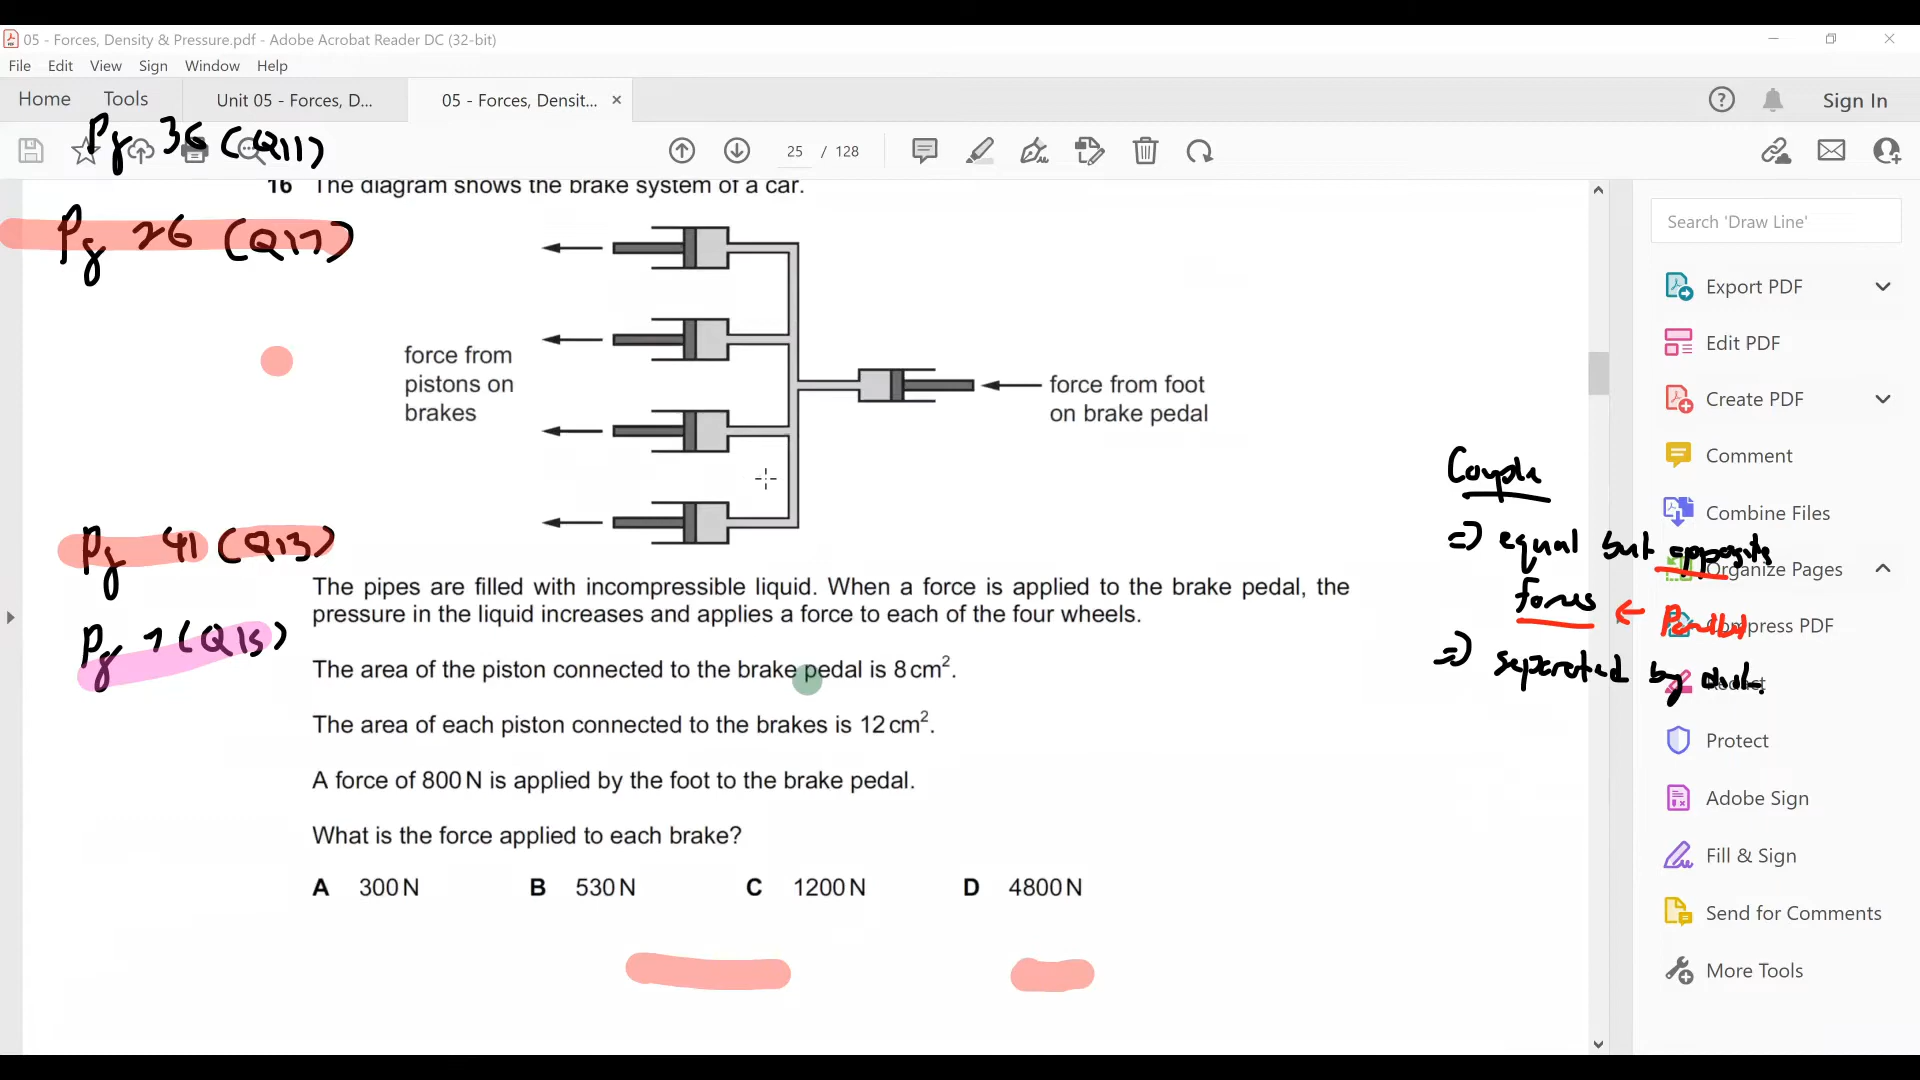 05 - Forces, Density & Pressure.pdf - Adobe Acrobat Reader DC (32-bit)
File Edit View Sign Window Help
Home Tools Unit 05 - Forces, D... 05 - Forces, Densit... × Sign In
Pg 36 (Q11)
25 / 128
16 The diagram shows the brake system of a car.
Search 'Draw Line'
Pg 26 (Q17)
Export PDF
Edit PDF
force from
pistons on
brakes
force from foot
on brake pedal
Create PDF
Comment
Couple
Combine Files
Pg 41 (Q13)
=> equal but opposite
Organize Pages
forces ← Parallel
Compress PDF
The pipes are filled with incompressible liquid. When a force is applied to the brake pedal, the
pressure in the liquid increases and applies a force to each of the four wheels.
Pg 7 (Q15)
=> separated by dist.
Redact
The area of the piston connected to the brake pedal is 8 cm².
The area of each piston connected to the brakes is 12 cm².
Protect
A force of 800 N is applied by the foot to the brake pedal.
Adobe Sign
What is the force applied to each brake?
Fill & Sign
A 300 N B 530 N C 1200 N D 4800 N
Send for Comments
More Tools